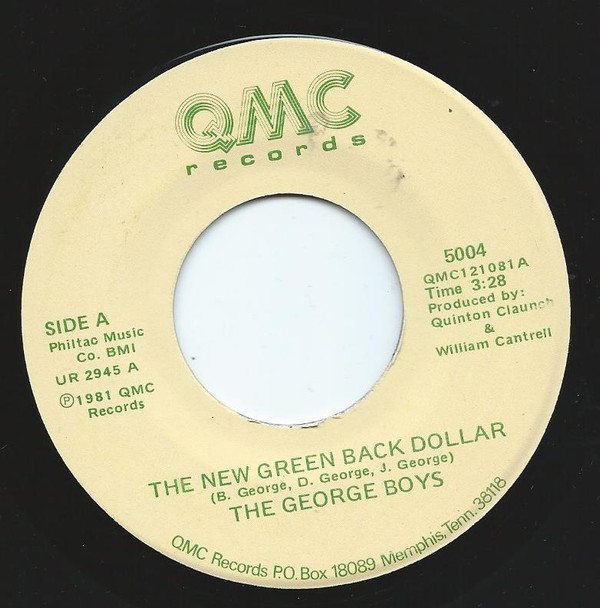 QMC
records
SIDE A
Philtac Music
Co. BMI
UR 2945 A
Ⓟ1981 QMC
Records
5004
QMC121081A
Time 3:28
Produced by:
Quinton Claunch
&
William Cantrell
THE NEW GREEN BACK DOLLAR
(B. George, D. George, J. George)
THE GEORGE BOYS
QMC Records P.O. Box 18089 Memphis, Tenn. 38118